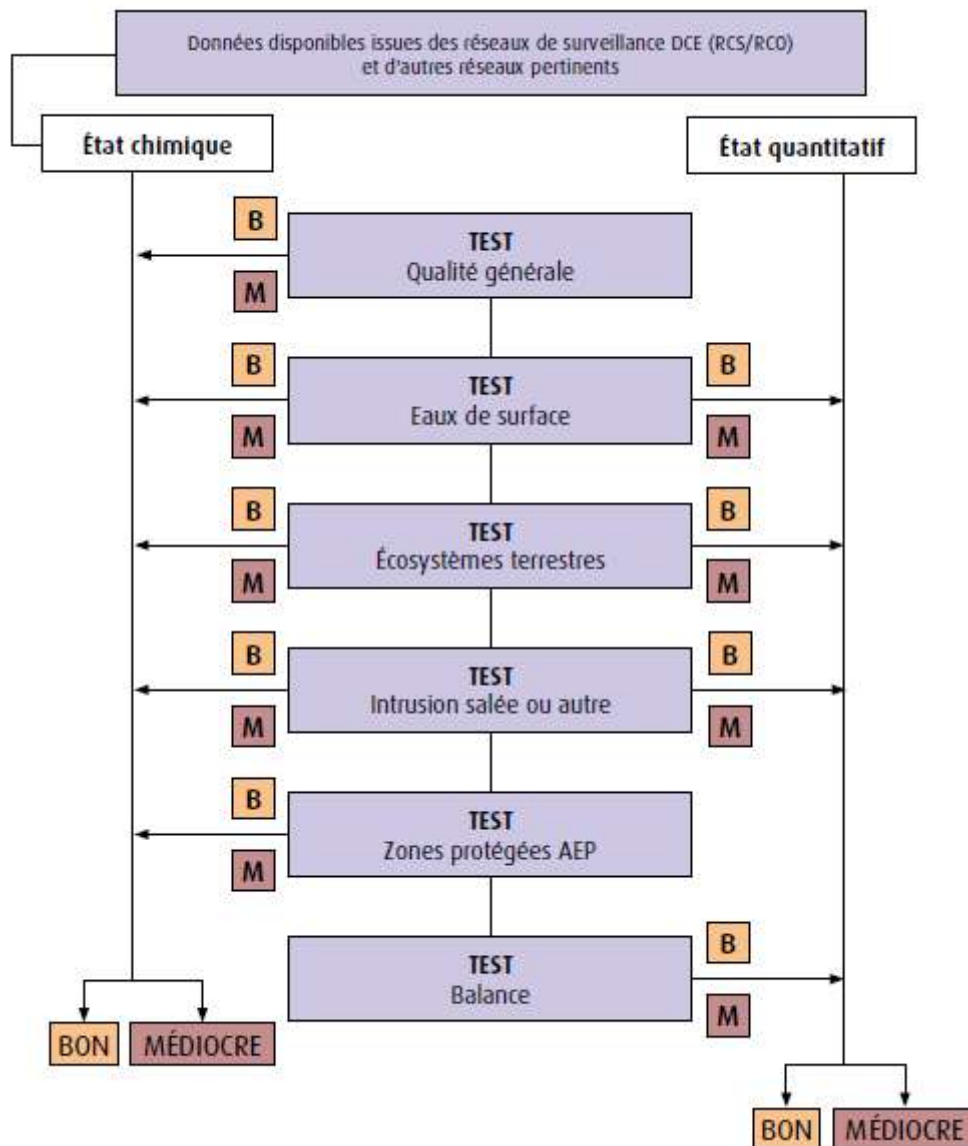 Données disponibles issues des réseaux de surveillance DCE (RCS/RCO)
et d'autres réseaux pertinents
État chimique
État quantitatif
B
TEST
Qualité générale
M
B
B
TEST
Eaux de surface
M
M
B
B
TEST
Écosystèmes terrestres
M
M
B
B
TEST
Intrusion salée ou autre
M
M
B
TEST
Zones protégées AEP
M
B
TEST
Balance
M
BON
MÉDIOCRE
BON
MÉDIOCRE